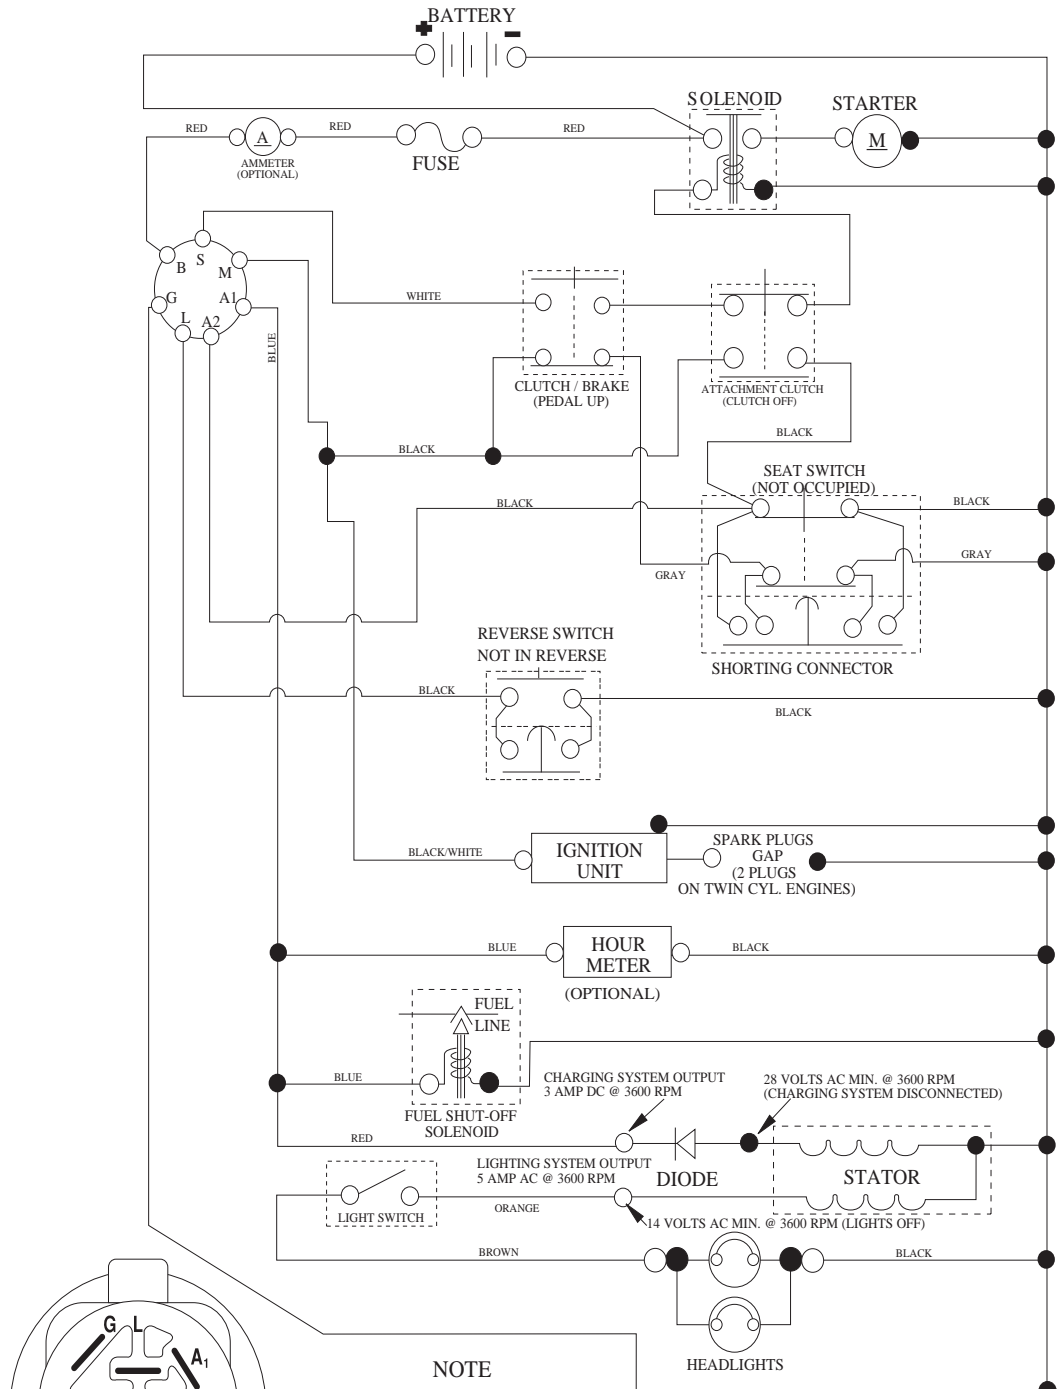 BATTERY
SOLENOID
STARTER
RED
A
RED
RED
M
AMMETER
(OPTIONAL)
FUSE
S
B
M
G
A1
L
A2
WHITE
BLUE
CLUTCH / BRAKE
(PEDAL UP)
ATTACHMENT CLUTCH
(CLUTCH OFF)
BLACK
BLACK
SEAT SWITCH
(NOT OCCUPIED)
BLACK
BLACK
GRAY
GRAY
REVERSE SWITCH
NOT IN REVERSE
SHORTING CONNECTOR
BLACK
BLACK
BLACK/WHITE
IGNITION
UNIT
SPARK PLUGS
GAP
(2 PLUGS
ON TWIN CYL. ENGINES)
BLUE
HOUR
METER
BLACK
(OPTIONAL)
FUEL
LINE
BLUE
FUEL SHUT-OFF
SOLENOID
CHARGING SYSTEM OUTPUT
3 AMP DC @ 3600 RPM
28 VOLTS AC MIN. @ 3600 RPM
(CHARGING SYSTEM DISCONNECTED)
RED
DIODE
LIGHTING SYSTEM OUTPUT
5 AMP AC @ 3600 RPM
STATOR
LIGHT SWITCH
ORANGE
14 VOLTS AC MIN. @ 3600 RPM (LIGHTS OFF)
BROWN
BLACK
HEADLIGHTS
G L
A1
NOTE